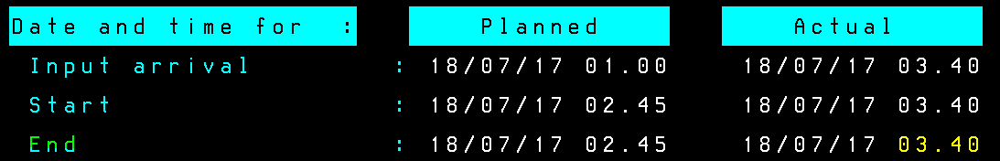 Date and time for : Planned Actual
Input arrival : 18/07/17 01.00 18/07/17 03.40
Start : 18/07/17 02.45 18/07/17 03.40
End : 18/07/17 02.45 18/07/17 03.40